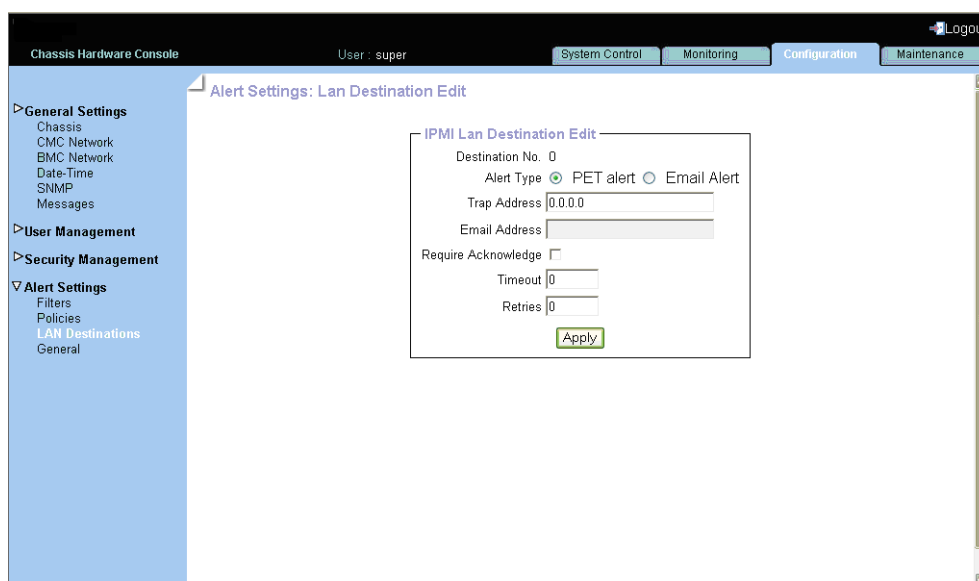 Logou
Chassis Hardware Console
User : super
System Control
Monitoring
Configuration
Maintenance
Alert Settings: Lan Destination Edit
General Settings
Chassis
CMC Network
BMC Network
Date-Time
SNMP
Messages
User Management
Security Management
Alert Settings
Filters
Policies
LAN Destinations
General
IPMI Lan Destination Edit
Destination No. 0
Alert Type PET alert Email Alert
Trap Address 0.0.0.0
Email Address
Require Acknowledge
Timeout 0
Retries 0
Apply